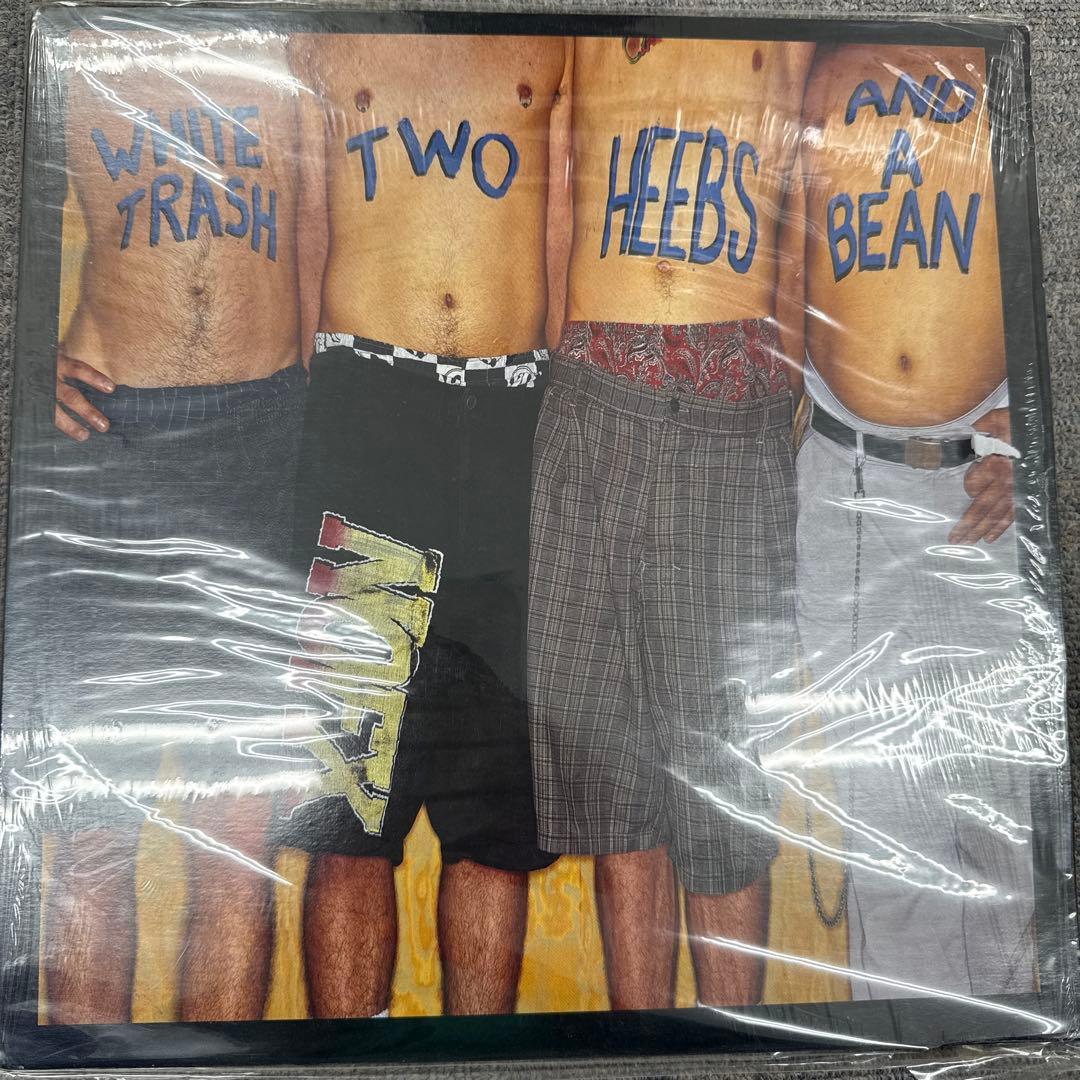 WHITE
TRASH
TWO
HEEBS
AND
A
BEAN
NOFX